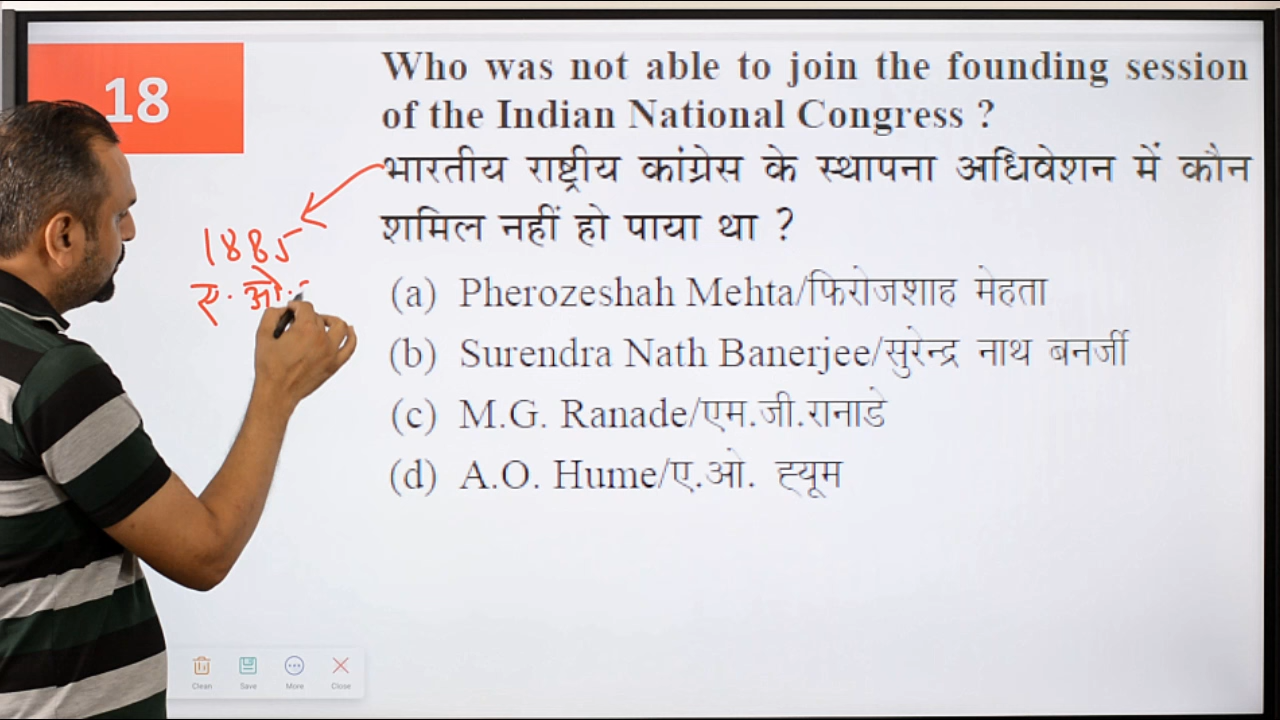 18
Who was not able to join the founding session
of the Indian National Congress ?
भारतीय राष्ट्रीय कांग्रेस के स्थापना अधिवेशन में कौन
शमिल नहीं हो पाया था ?
1885
ए. ओ.
(a) Pherozeshah Mehta/फिरोजशाह मेहता
(b) Surendra Nath Banerjee/सुरेन्द्र नाथ बनर्जी
(c) M.G. Ranade/एम.जी.रानाडे
(d) A.O. Hume/ए.ओ. ह्यूम
Clean Save More Close